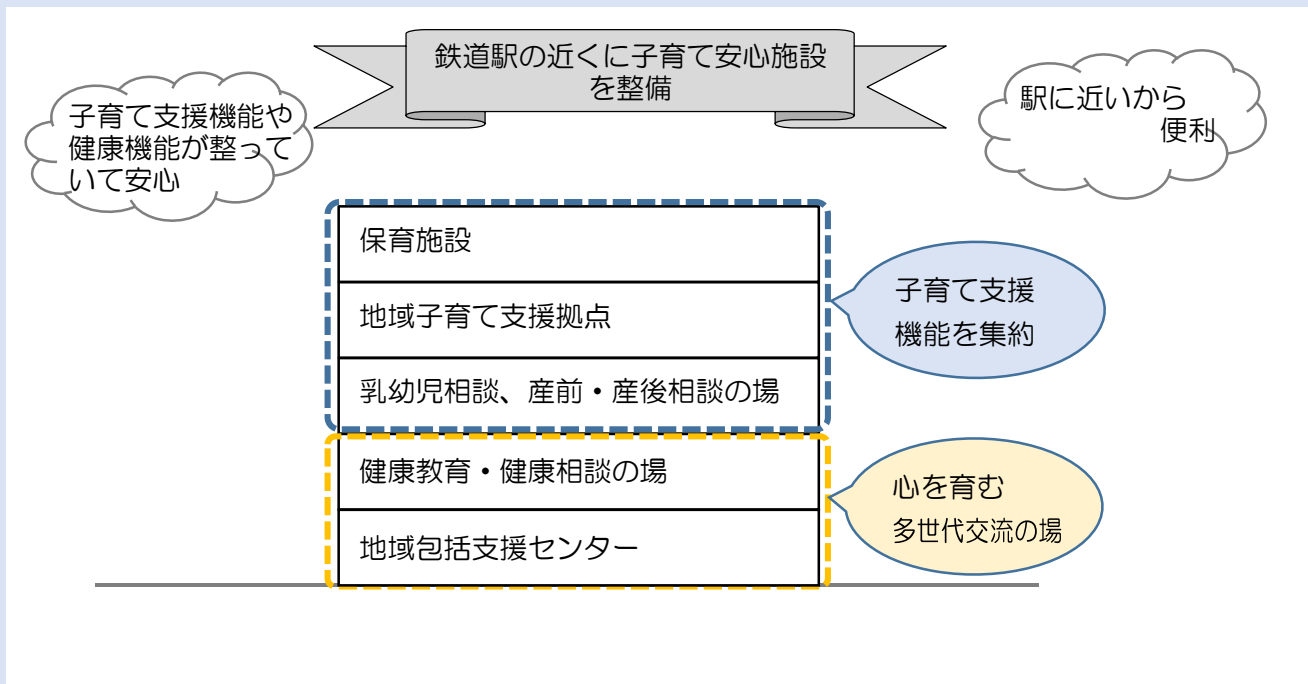 鉄道駅の近くに子育て安心施設
を整備
子育て支援機能や
健康機能が整って
いて安心
駅に近いから
便利
保育施設
地域子育て支援拠点
乳幼児相談、産前・産後相談の場
健康教育・健康相談の場
地域包括支援センター
子育て支援
機能を集約
心を育む
多世代交流の場